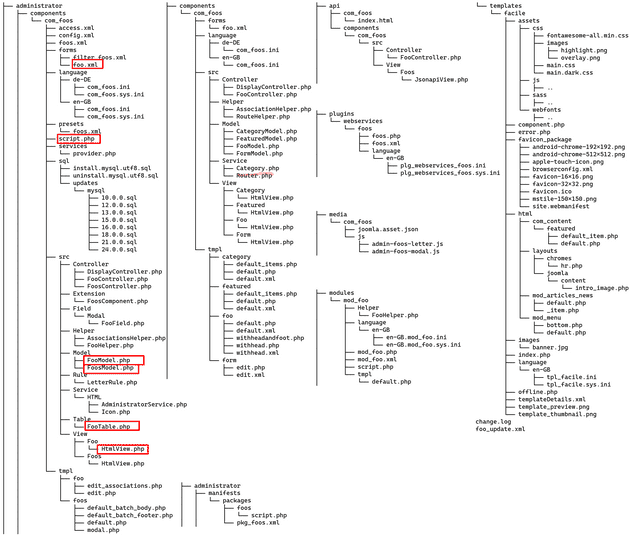 administrator
components
com_foos
access.xml
config.xml
foos.xml
forms
filter_foos.xml
foo.xml
language
de-DE
com_foos.ini
com_foos.sys.ini
en-GB
com_foos.ini
com_foos.sys.ini
presets
foos.xml
script.php
services
provider.php
sql
install.mysql.utf8.sql
uninstall.mysql.utf8.sql
updates
mysql
10.0.0.sql
12.0.0.sql
13.0.0.sql
15.0.0.sql
16.0.0.sql
18.0.0.sql
21.0.0.sql
24.0.0.sql
src
Controller
DisplayController.php
FooController.php
FoosController.php
Extension
FoosComponent.php
Field
Modal
FooField.php
Helper
AssociationsHelper.php
FooHelper.php
Model
FooModel.php
FoosModel.php
Rule
LetterRule.php
Service
HTML
AdministratorService.php
Icon.php
Table
FooTable.php
View
Foo
HtmlView.php
Foos
HtmlView.php
tmpl
foo
edit_associations.php
edit.php
foos
default_batch_body.php
default_batch_footer.php
default.php
modal.php
components
com_foos
forms
foo.xml
language
de-DE
com_foos.ini
en-GB
com_foos.ini
src
Controller
DisplayController.php
FooController.php
Helper
AssociationHelper.php
RouteHelper.php
Model
CategoryModel.php
FeaturedModel.php
FooModel.php
FormModel.php
Service
Category.php
Router.php
View
Category
HtmlView.php
Featured
HtmlView.php
Foo
HtmlView.php
Form
HtmlView.php
tmpl
category
default_items.php
default.php
default.xml
featured
default_items.php
default.php
default.xml
foo
default.php
default.xml
withheadandfoot.php
withhead.php
withhead.xml
form
edit.php
edit.xml
administrator
manifests
packages
foos
script.php
pkg_foos.xml
api
com_foos
index.html
components
com_foos
src
Controller
FooController.php
View
Foos
JsonapiView.php
plugins
webservices
foos
foos.php
foos.xml
language
en-GB
plg_webservices_foos.ini
plg_webservices_foos.sys.ini
media
com_foos
joomla.asset.json
js
admin-foos-letter.js
admin-foos-modal.js
modules
mod_foo
Helper
FooHelper.php
language
en-GB
en-GB.mod_foo.ini
en-GB.mod_foo.sys.ini
mod_foo.php
mod_foo.xml
script.php
tmpl
default.php
templates
facile
assets
css
fontawesome-all.min.css
images
highlight.png
overlay.png
main.css
main.dark.css
js
..
sass
..
webfonts
..
component.php
error.php
favicon_package
android-chrome-192×192.png
android-chrome-512×512.png
apple-touch-icon.png
browserconfig.xml
favicon-16×16.png
favicon-32×32.png
favicon.ico
mstile-150×150.png
site.webmanifest
html
com_content
featured
default_item.php
default.php
layouts
chromes
hr.php
joomla
content
intro_image.php
mod_articles_news
default.php
_item.php
mod_menu
bottom.php
default.php
images
banner.jpg
index.php
language
en-GB
tpl_facile.ini
tpl_facile.sys.ini
offline.php
templateDetails.xml
template_preview.png
template_thumbnail.png
change.log
foo_update.xml